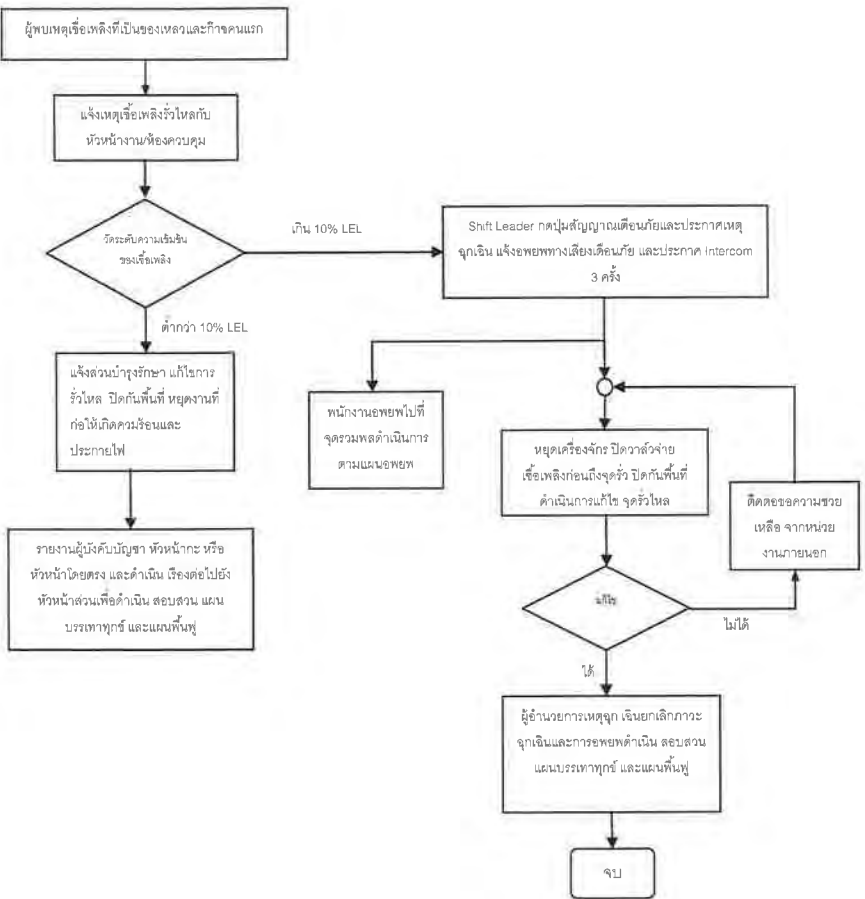 ผู้พบเหตุเชื้อเพลิงที่เป็นของเหลวและก๊าซคนแรก
แจ้งเหตุเชื้อเพลิงรั่วไหลกับ
หัวหน้างาน/ห้องควบคุม
วัดระดับความเข้มข้น
ของเชื้อเพลิง
เกิน 10% LEL
Shift Leader กดปุ่มสัญญาณเตือนภัยและประกาศเหตุ
ฉุกเฉิน แจ้งอพยพทางเสียงเตือนภัย และประกาศ Intercom
3 ครั้ง
ต่ำกว่า 10% LEL
แจ้งส่วนบำรุงรักษา แก้ไขการ
รั่วไหล ปิดกันพื้นที่ หยุดงานที่
ก่อให้เกิดควมร้อนและ
ประกายไฟ
รายงานผู้บังคับบัญชา หัวหน้ากะ หรือ
หัวหน้าโดยตรง และดำเนิน เรื่องต่อไปยัง
หัวหน้าส่วนเพื่อดำเนิน สอบสวน แผน
บรรเทาทุกข์ และแผนฟื้นฟู
พนักงานอพยพไปที่
จุดรวมพลดำเนินการ
ตามแผนอพยพ
หยุดเครื่องจักร ปิดวาล์วจ่าย
เชื้อเพลิงก่อนถึงจุดรั่ว ปิดกันพื้นที่
ดำเนินการแก้ไข จุดรั่วไหล
ติดต่อขอความช่วย
เหลือ จากหน่วย
งานภายนอก
แก้ไข
ไม่ได้
ได้
ผู้อำนวยการเหตุฉุก เฉินยกเลิกภาวะ
ฉุกเฉินและการอพยพดำเนิน สอบสวน
แผนบรรเทาทุกข์ และแผนฟื้นฟู
จบ